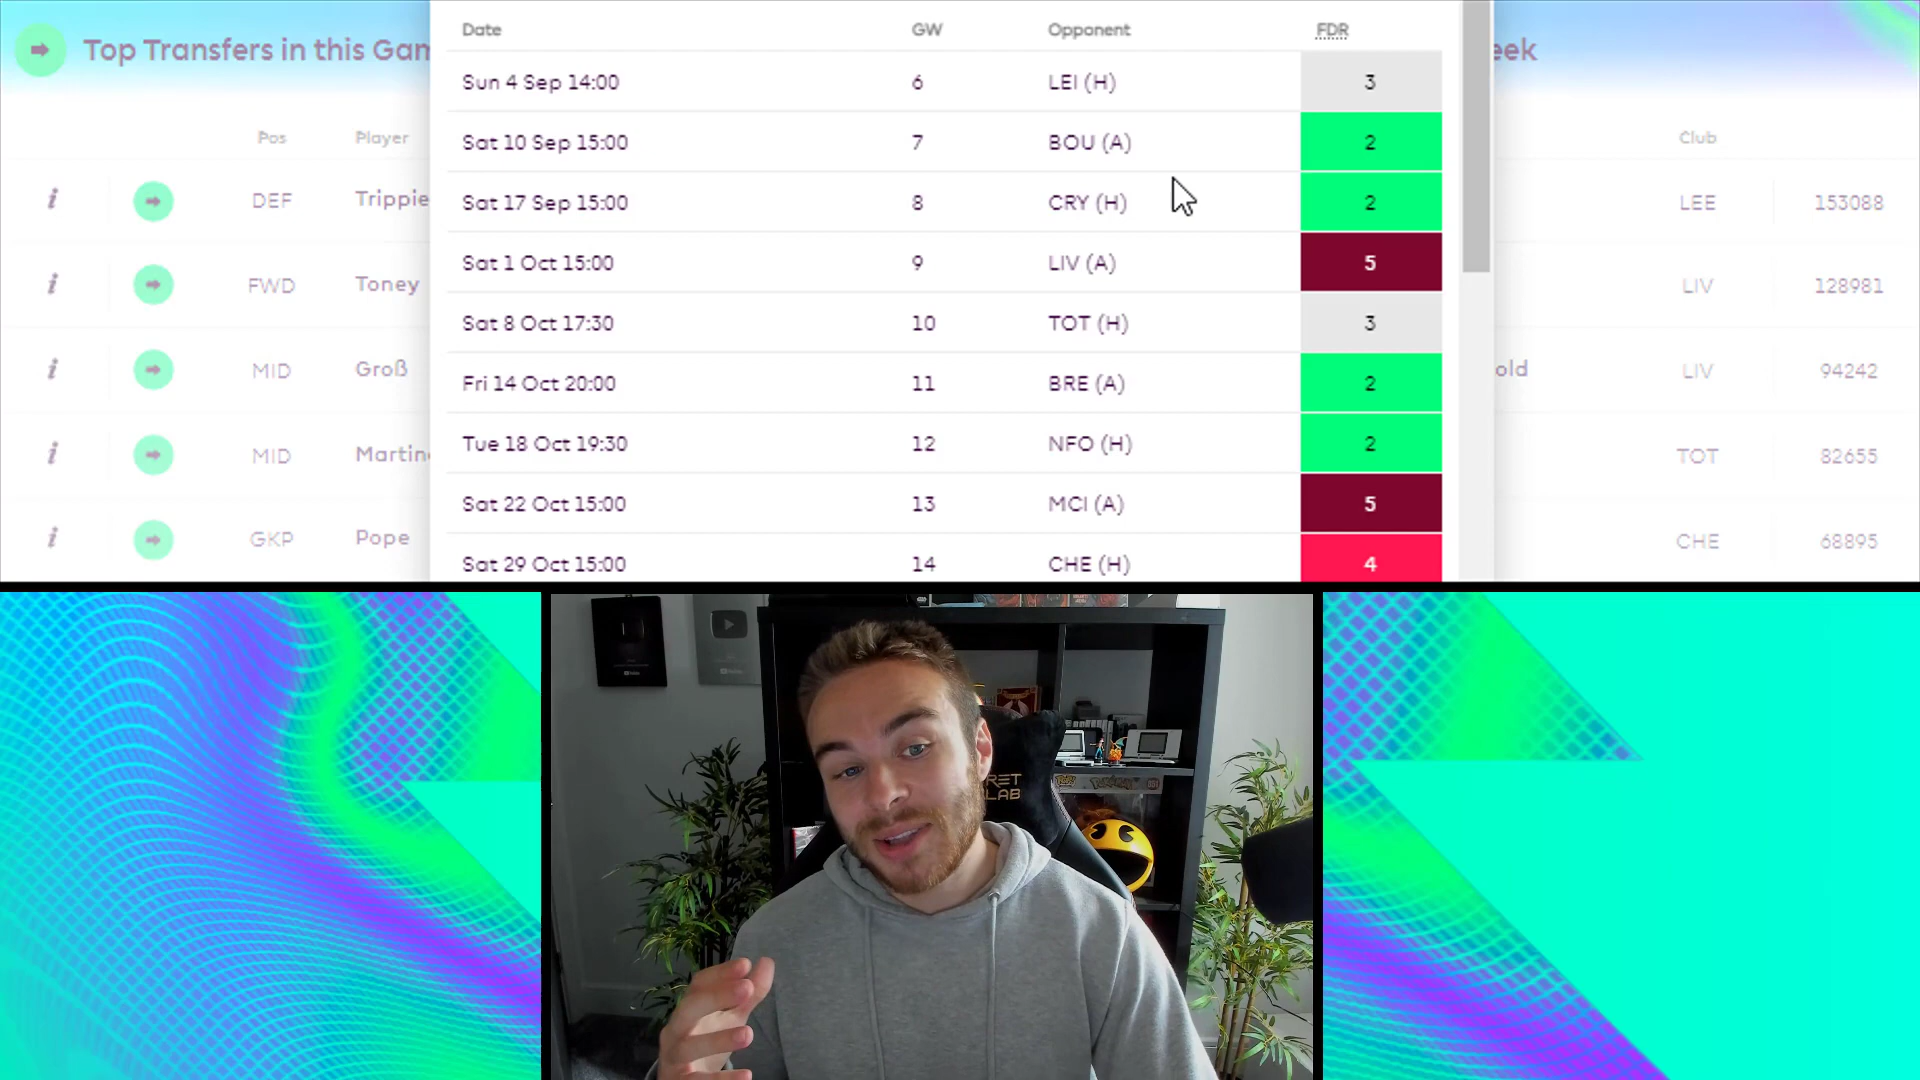 Top Transfers in this Gam
eek
Date GW Opponent FDR
Sun 4 Sep 14:00 6 LEI (H) 3
Sat 10 Sep 15:00 7 BOU (A) 2
Sat 17 Sep 15:00 8 CRY (H) 2
Sat 1 Oct 15:00 9 LIV (A) 5
Sat 8 Oct 17:30 10 TOT (H) 3
Fri 14 Oct 20:00 11 BRE (A) 2
Tue 18 Oct 19:30 12 NFO (H) 2
Sat 22 Oct 15:00 13 MCI (A) 5
Sat 29 Oct 15:00 14 CHE (H) 4
Pos Player
i DEF Trippie
i FWD Toney
i MID Groß
i MID Martin
i GKP Pope
Club
LEE 153088
LIV 128981
old LIV 94242
TOT 82655
CHE 68895
RET
LAB